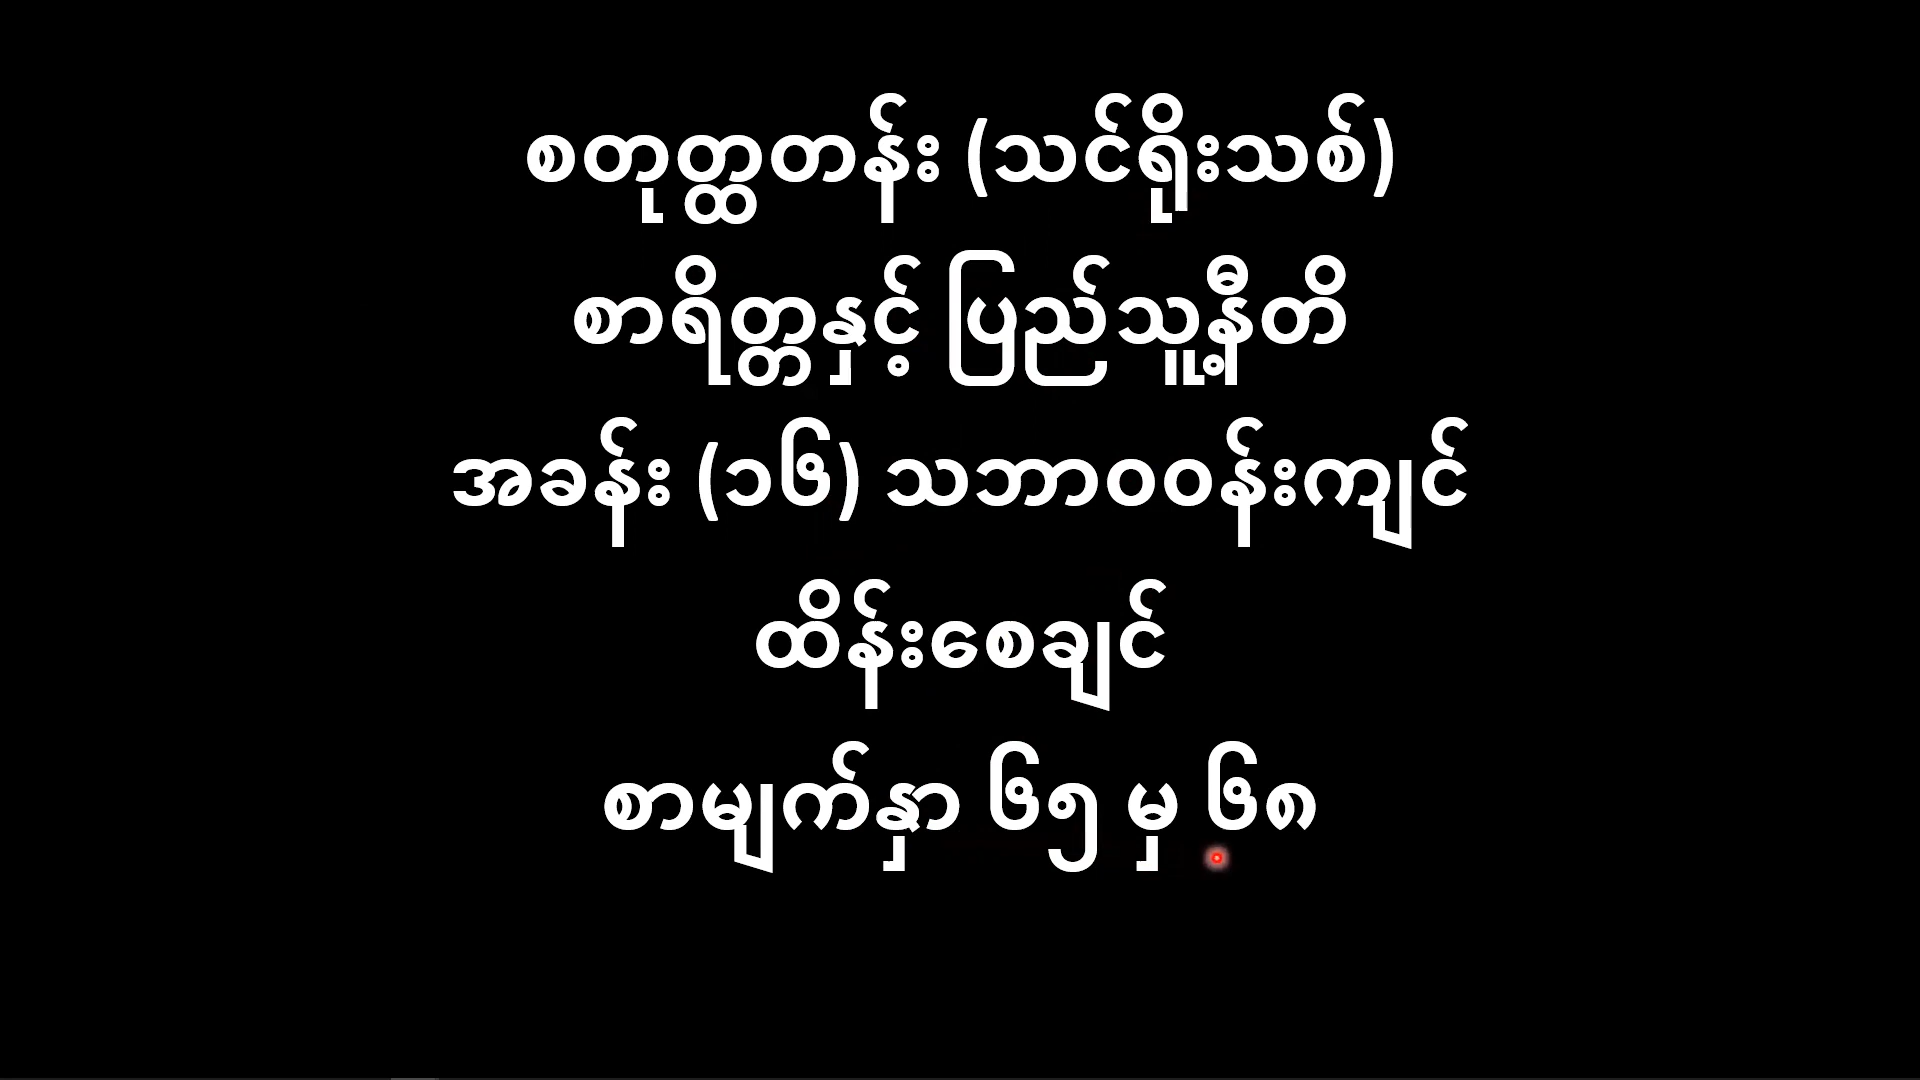 စတုတ္ထတန်း (သင်ရိုးသစ်)
စာရိတ္တနှင့် ပြည်သူ့နီတိ
အခန်း (၁၆) သဘာဝဝန်းကျင်
ထိန်းစေချင်
စာမျက်နှာ ၆၅ မှ ၆၈